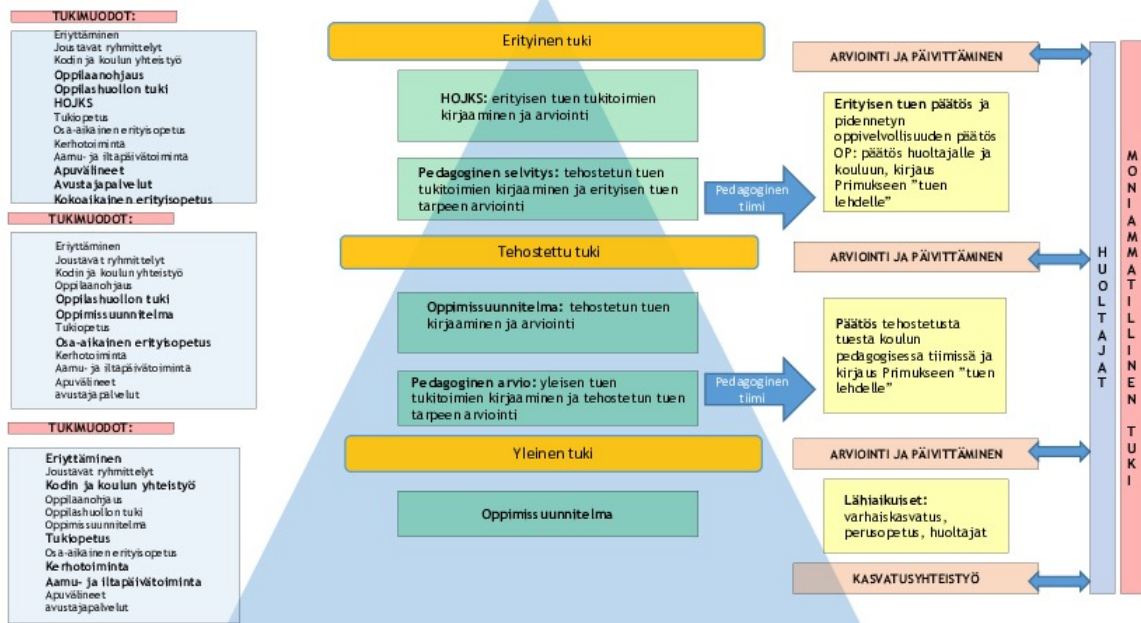 TUKIMUODOT:
Eriyttäminen
Joustavat ryhmittelyt
Kodin ja koulun yhteistyö
Oppilaanohjaus
Oppilashuollon tuki
HOJKS
Tukiopetus
Osa-aikainen erityisopetus
Kerhotoiminta
Aamu- ja iltapäivätoiminta
Apuvälineet
Avustajapalvelut
Kokoaikainen erityisopetus
TUKIMUODOT:
Eriyttäminen
Joustavat ryhmittelyt
Kodin ja koulun yhteistyö
Oppilaanohjaus
Oppilashuollon tuki
Oppimissuunnitelma
Tukiopetus
Osa-aikainen erityisopetus
Kerhotoiminta
Aamu- ja iltapäivätoiminta
Apuvälineet
avustajapalvelut
TUKIMUODOT:
Eriyttäminen
Joustavat ryhmittelyt
Kodin ja koulun yhteistyö
Oppilaanohjaus
Oppilashuollon tuki
Oppimissuunnitelma
Tukiopetus
Osa-aikainen erityisopetus
Kerhotoiminta
Aamu- ja iltapäivätoiminta
Apuvälineet
avustajapalvelut
Erityinen tuki
HOJKS: erityisen tuen tukitoimien
kirjaaminen ja arviointi
Pedagoginen selvitys: tehostetun tuen
tukitoimien kirjaaminen ja erityisen tuen
tarpeen arviointi
Pedagoginen
tiimi
Tehostettu tuki
Oppimissuunnitelma: tehostetun tuen
kirjaaminen ja arviointi
Pedagoginen arvio: yleisen tuen
tukitoimien kirjaaminen ja tehostetun tuen
tarpeen arviointi
Pedagoginen
tiimi
Yleinen tuki
Oppimissuunnitelma
ARVIOINTI JA PÄIVITTÄMINEN
Erityisen tuen päätös ja
pidennetyn
oppivelvollisuuden päätös
OP: päätös huoltajalle ja
kouluun, kirjaus
Primukseen "tuen
lehdelle"
ARVIOINTI JA PÄIVITTÄMINEN
Päätös tehostetusta
tuesta koulun
pedagogisessa tiimissä ja
kirjaus Primukseen "tuen
lehdelle"
ARVIOINTI JA PÄIVITTÄMINEN
Lähiaikuiset:
varhaiskasvatus,
perusopetus, huoltajat
KASVATUSYHTEISTYÖ
HUOLTAJAT
MONIAMMATILLINEN TUKI